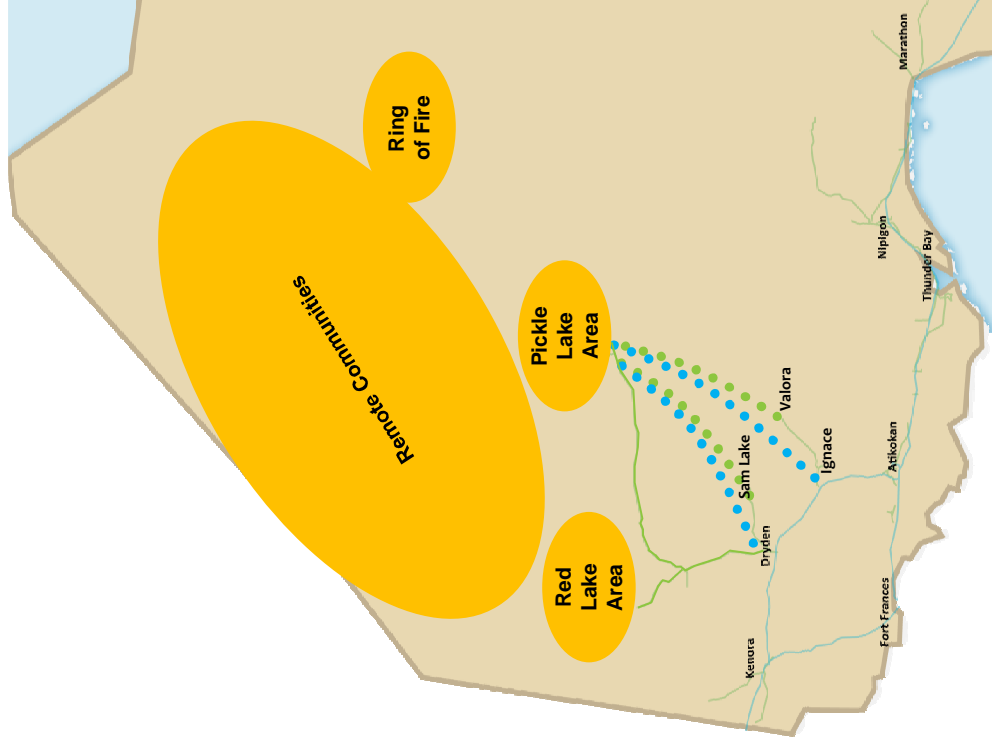 Remote Communities
Ring
of Fire
Pickle
Lake
Area
Red
Lake
Area
Sam Lake
Valora
Ignace
Dryden
Kenora
Fort Frances
Atikokan
Thunder Bay
Nipigon
Marathon